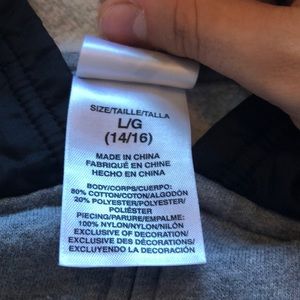 SIZE/TAILLE/TALLA
L/G
(14/16)
MADE IN CHINA
FABRIQUÉ EN CHINE
HECHO EN CHINA
BODY/CORPS/CUERPO:
80% COTTON/COTON/ALGODÓN
20% POLYESTER/POLYESTER/
POLIÉSTER
PIECING/PARURE/EMPALME:
100% NYLON/NYLON/NILÓN
EXCLUSIVE OF DECORATION/
EXCLUSIVE DES DÉCORATIONS/
EXCLUYENDO LA DECORACIÓN